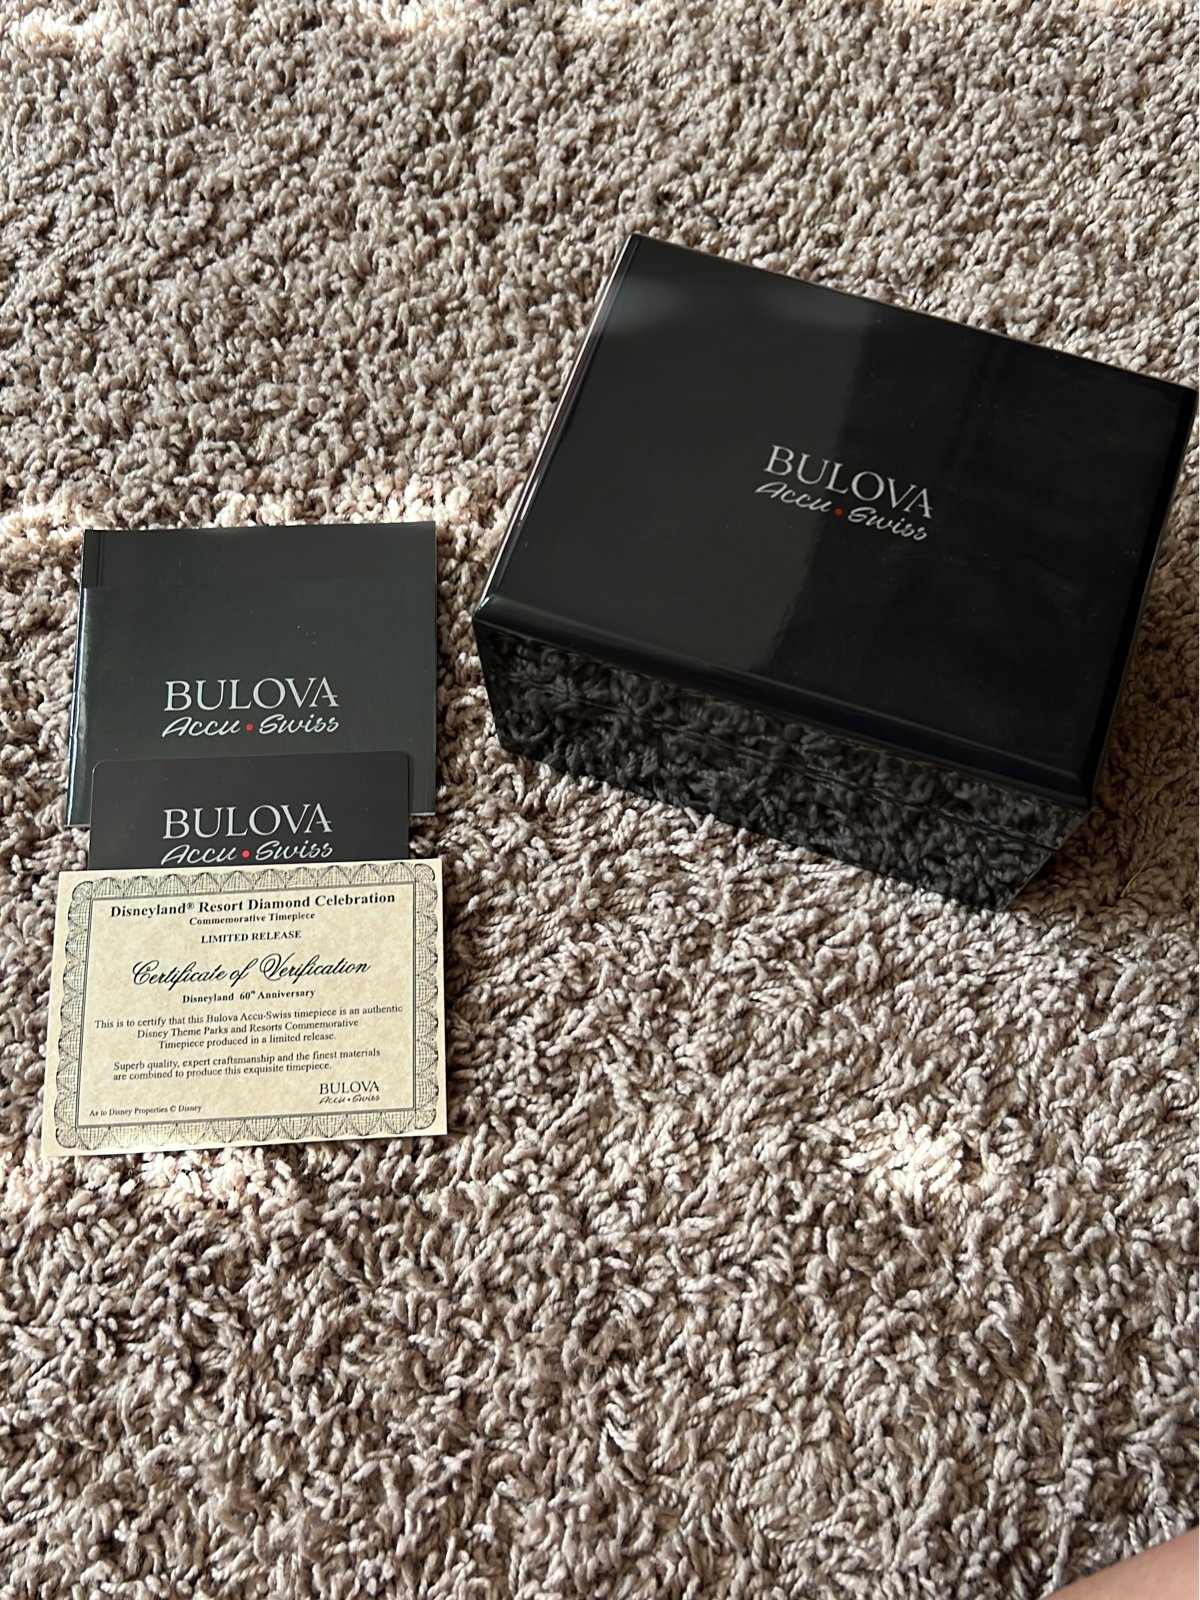 BULOVA
Accu•Swiss
BULOVA
Accu•Swiss
BULOVA
Accu•Swiss
Disneyland® Resort Diamond Celebration
Commemorative Timepiece
LIMITED RELEASE
Certificate of Verification
Disneyland 60th Anniversary
This is to certify that this Bulova Accu-Swiss timepiece is an authentic
Disney Theme Parks and Resorts Commemorative
Timepiece produced in a limited release.
Superb quality, expert craftsmanship and the finest materials
are combined to produce this exquisite timepiece.
BULOVA
Accu•Swiss
As to Disney Properties © Disney